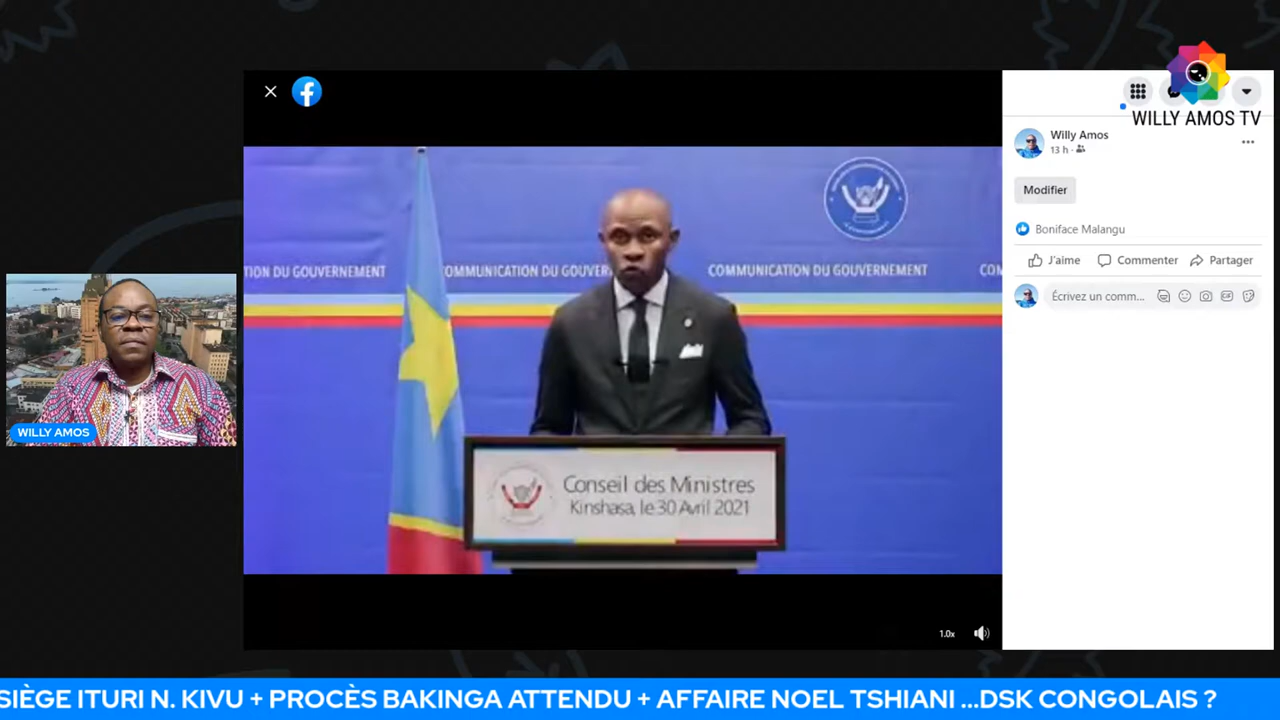 WILLY AMOS TV
Willy Amos
13 h
Modifier
Boniface Malangu
J'aime
Commenter
Partager
Écrivez un comm...
TION DU GOUVERNEMENT
COMMUNICATION DU GOUVER
COMMUNICATION DU GOUVERNEMENT
COM
Conseil des Ministres
Kinshasa, le 30 Avril 2021
WILLY AMOS
1.0x
SIÈGE ITURI N. KIVU + PROCÈS BAKINGA ATTENDU + AFFAIRE NOEL TSHIANI ...DSK CONGOLAIS ?